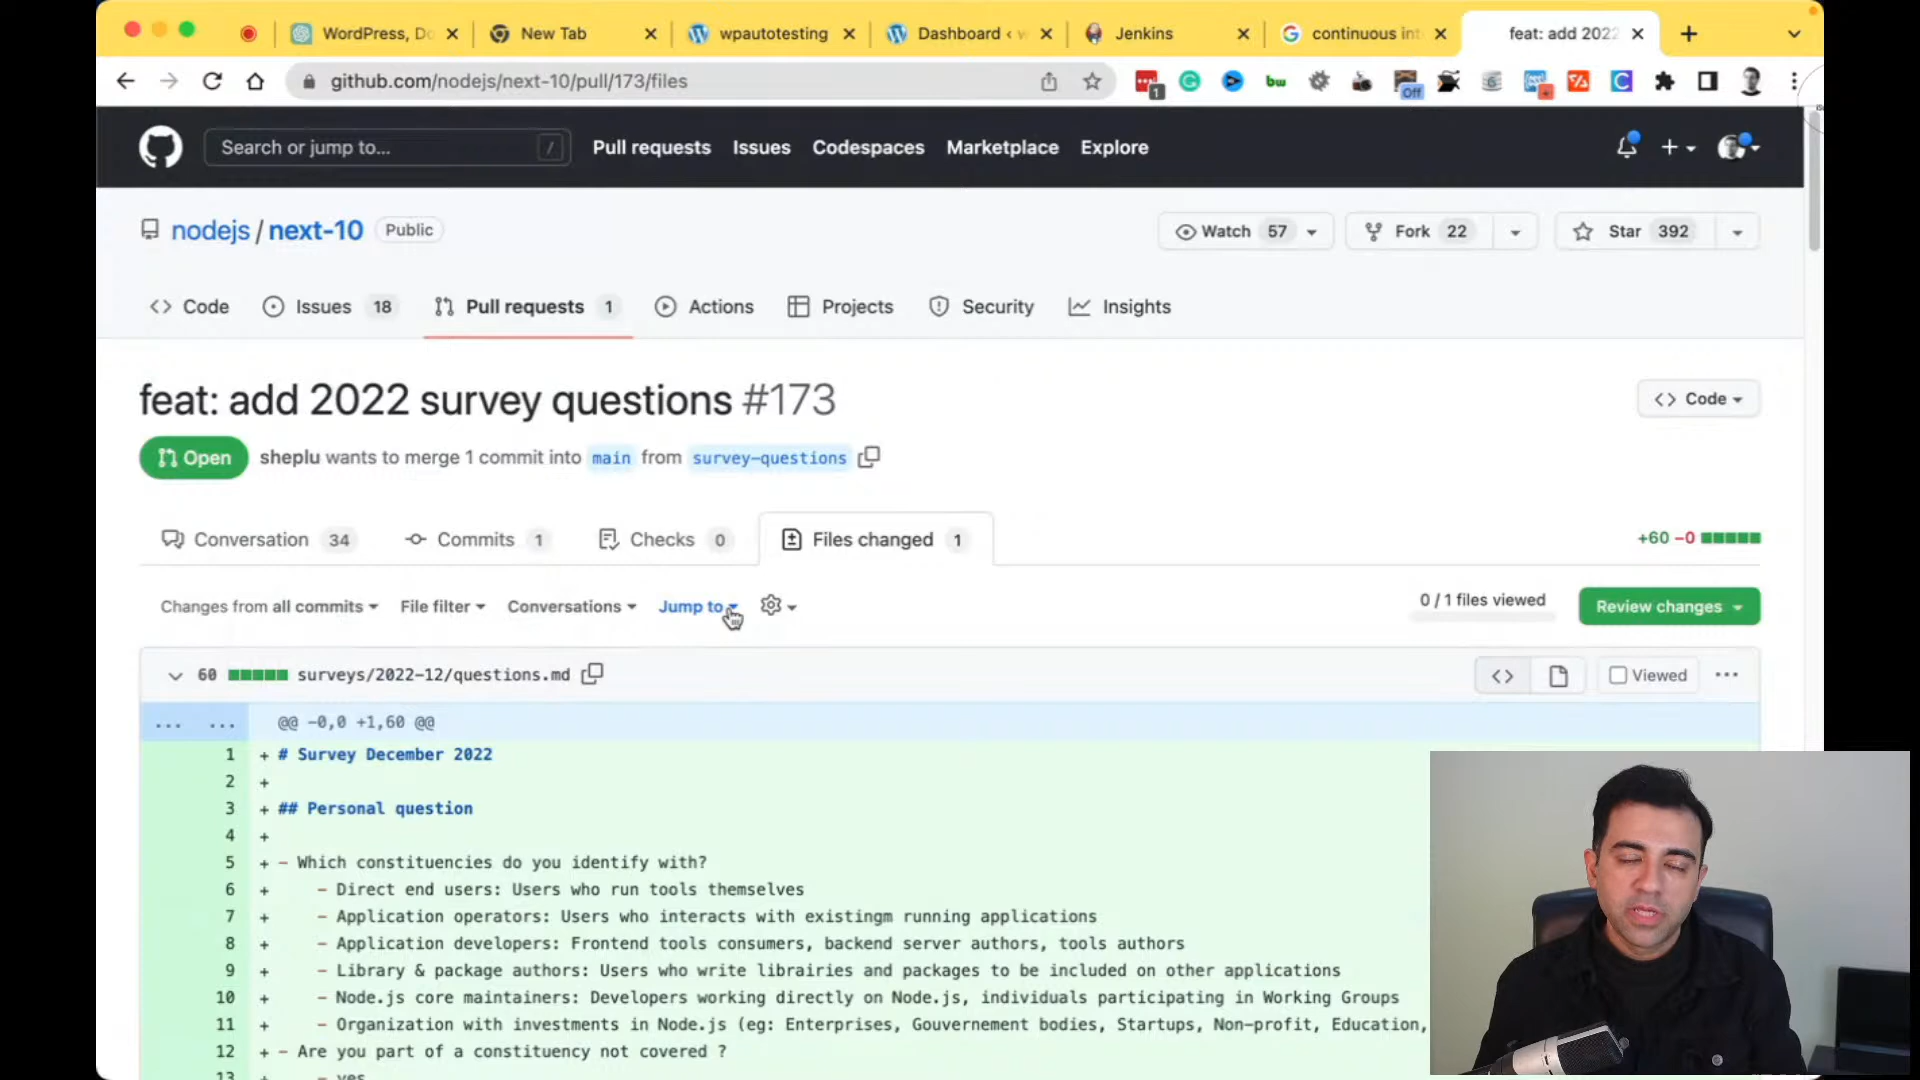 WordPress, Do
New Tab
wpautotesting
Dashboard ‹ w
Jenkins
continuous int
feat: add 2022
github.com/nodejs/next-10/pull/173/files
1
bw
Off
Search or jump to...
/
Pull requests
Issues
Codespaces
Marketplace
Explore
nodejs / next-10
Public
Watch 57
Fork 22
Star 392
Code
Issues 18
Pull requests 1
Actions
Projects
Security
Insights
feat: add 2022 survey questions #173
Code
Open
sheplu wants to merge 1 commit into main from survey-questions
Conversation 34
Commits 1
Checks 0
Files changed 1
+60 −0
Changes from all commits
File filter
Conversations
Jump to
0 / 1 files viewed
Review changes
60
surveys/2022-12/questions.md
Viewed
... ... @@ -0,0 +1,60 @@
1 + # Survey December 2022
2 +
3 + ## Personal question
4 +
5 + - Which constituencies do you identify with?
6 + - Direct end users: Users who run tools themselves
7 + - Application operators: Users who interacts with existingm running applications
8 + - Application developers: Frontend tools consumers, backend server authors, tools authors
9 + - Library & package authors: Users who write librairies and packages to be included on other applications
10 + - Node.js core maintainers: Developers working directly on Node.js, individuals participating in Working Groups
11 + - Organization with investments in Node.js (eg: Enterprises, Gouvernement bodies, Startups, Non-profit, Education,
12 + - Are you part of a constituency not covered ?
13 + - yes